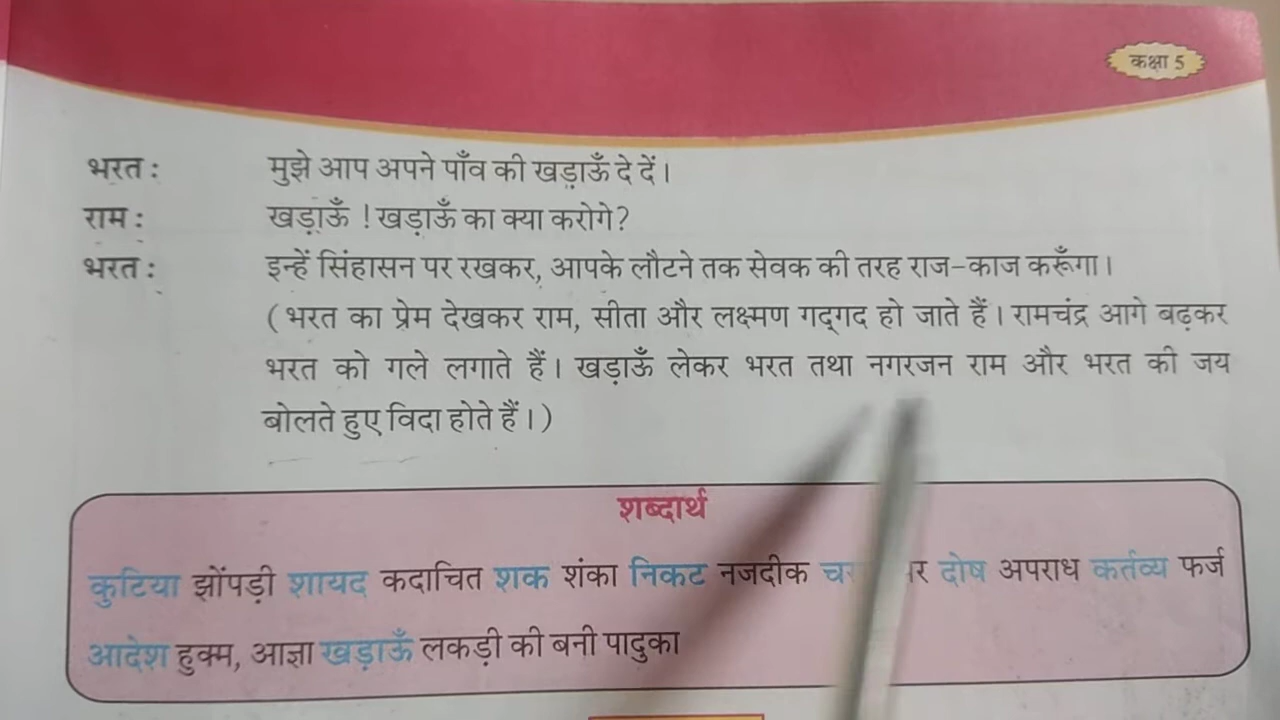 कक्षा 5
भरत : मुझे आप अपने पाँव की खड़ाऊँ दे दें।
राम : खड़ाऊँ ! खड़ाऊँ का क्या करोगे?
भरत : इन्हें सिंहासन पर रखकर, आपके लौटने तक सेवक की तरह राज-काज करूँगा।
(भरत का प्रेम देखकर राम, सीता और लक्ष्मण गद्‌गद हो जाते हैं। रामचंद्र आगे बढ़कर
भरत को गले लगाते हैं। खड़ाऊँ लेकर भरत तथा नगरजन राम और भरत की जय
बोलते हुए विदा होते हैं।)
शब्दार्थ
कुटिया झोंपड़ी शायद कदाचित शक शंका निकट नजदीक दोष अपराध कर्तव्य फर्ज
आदेश हुक्म, आज्ञा खड़ाऊँ लकड़ी की बनी पादुका